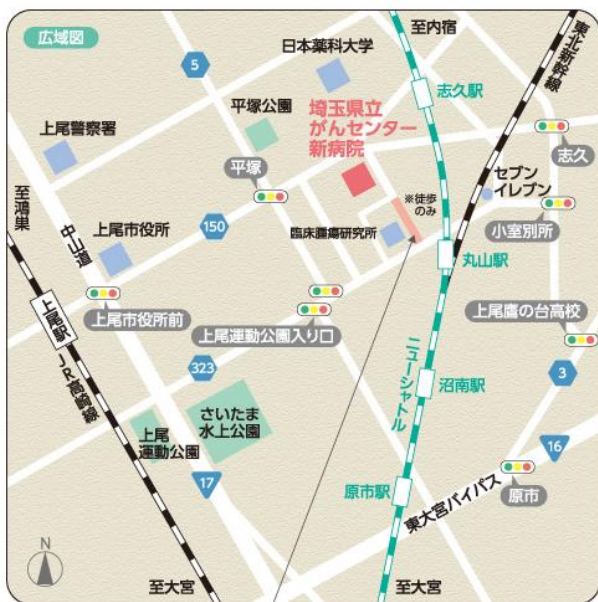 広域図
日本薬科大学
至内宿
東北新幹線
5
志久駅
平塚公園
埼玉県立
がんセンター
新病院
上尾警察署
志久
平塚
セブン
イレブン
至鴻巣
※徒歩
のみ
中山道
上尾市役所
150
臨床腫瘍研究所
小室別所
丸山駅
上尾駅
上尾市役所前
上尾運動公園入り口
上尾鷹の台高校
JR高崎線
ニューシャトル
323
3
沼南駅
さいたま
水上公園
上尾
運動公園
16
17
原市駅
原市
東大宮バイパス
N
至大宮
至大宮